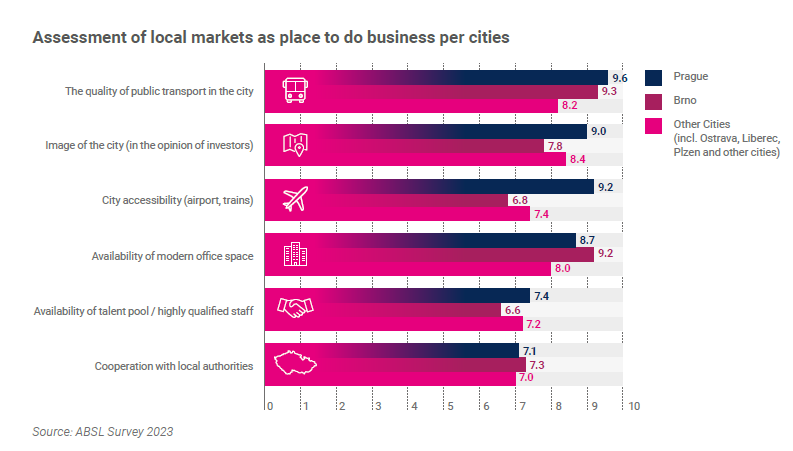 Assessment of local markets as place to do business per cities
The quality of public transport in the city
9.6
9.3
8.2
Image of the city (in the opinion of investors)
9.0
7.8
8.4
City accessibility (airport, trains)
9.2
6.8
7.4
Availability of modern office space
8.7
9.2
8.0
Availability of talent pool / highly qualified staff
7.4
6.6
7.2
Cooperation with local authorities
7.1
7.3
7.0
0 1 2 3 4 5 6 7 8 9 10
Prague
Brno
Other Cities
(incl. Ostrava, Liberec,
Plzen and other cities)
Source: ABSL Survey 2023